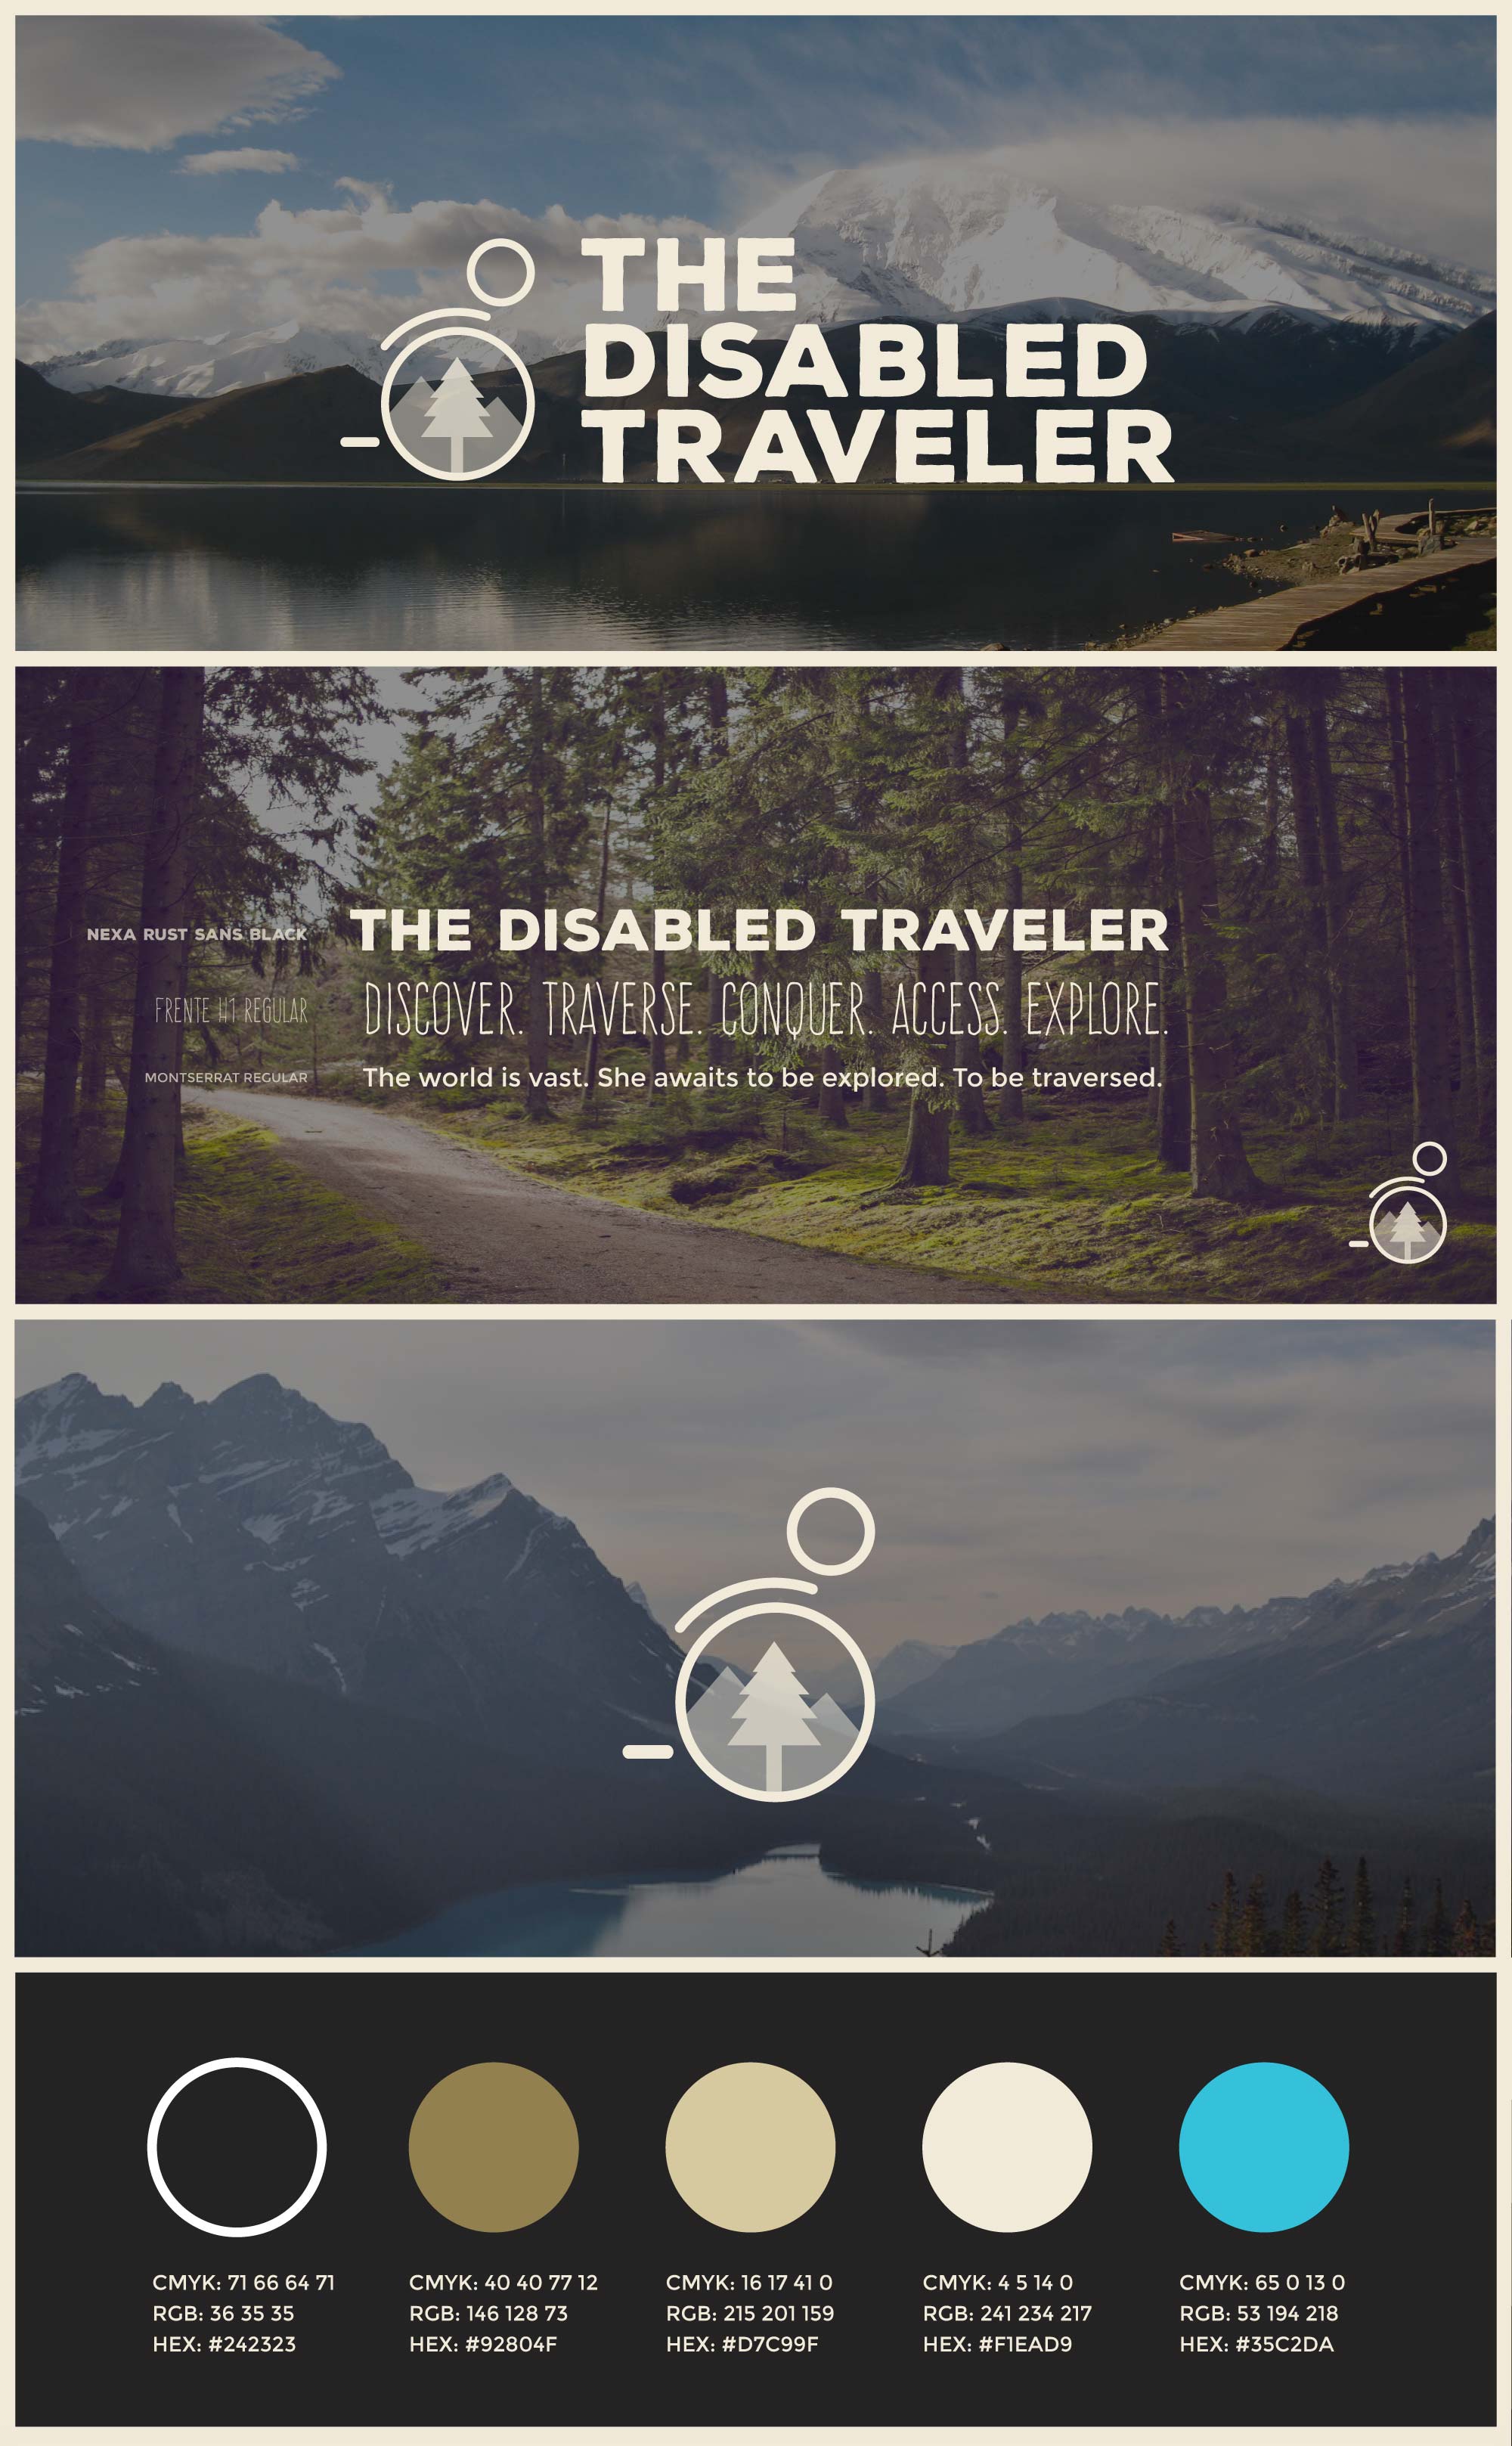 THE
DISABLED
TRAVELER
NEXA RUST SANS BLACK
THE DISABLED TRAVELER
FRENTE H1 REGULAR
DISCOVER. TRAVERSE. CONQUER. ACCESS. EXPLORE.
MONTSERRAT REGULAR
The world is vast. She awaits to be explored. To be traversed.
CMYK: 71 66 64 71
RGB: 36 35 35
HEX: #242323
CMYK: 40 40 77 12
RGB: 146 128 73
HEX: #92804F
CMYK: 16 17 41 0
RGB: 215 201 159
HEX: #D7C99F
CMYK: 4 5 14 0
RGB: 241 234 217
HEX: #F1EAD9
CMYK: 65 0 13 0
RGB: 53 194 218
HEX: #35C2DA